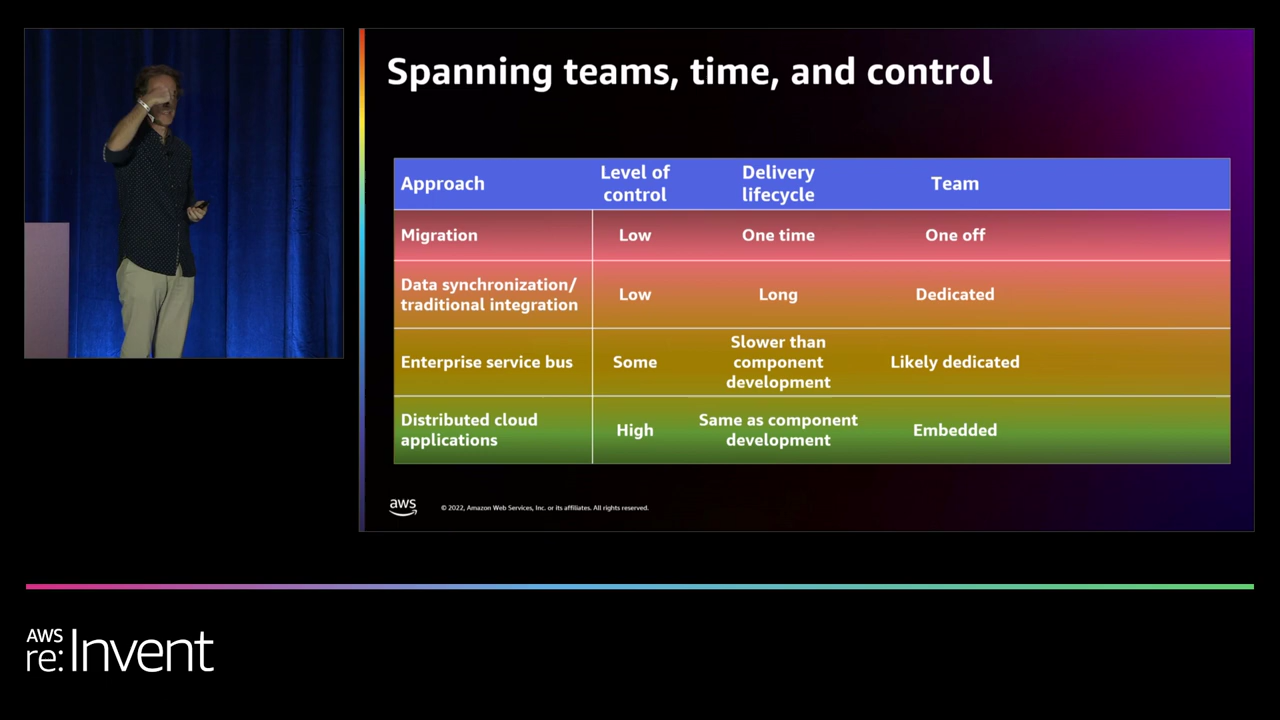 Spanning teams, time, and control
Approach
Level of
control
Delivery
lifecycle
Team
Migration
Low
One time
One off
Data synchronization/
traditional integration
Low
Long
Dedicated
Enterprise service bus
Some
Slower than
component
development
Likely dedicated
Distributed cloud
applications
High
Same as component
development
Embedded
aws
© 2022, Amazon Web Services, Inc. or its affiliates. All rights reserved.
AWS
re:Invent